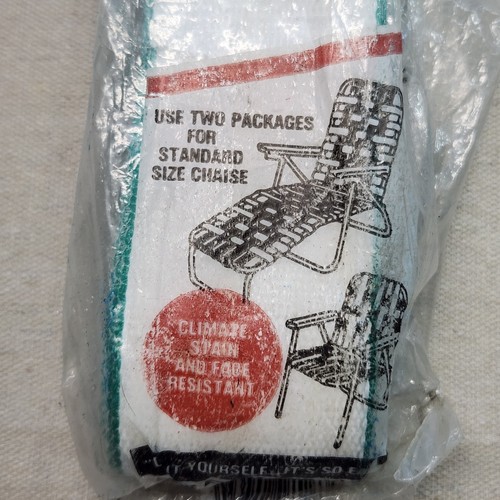 USE TWO PACKAGES
FOR
STANDARD
SIZE CHAISE
CLIMATE
STAIN
AND FADE
RESISTANT
IT YOURSELF...IT'S SO